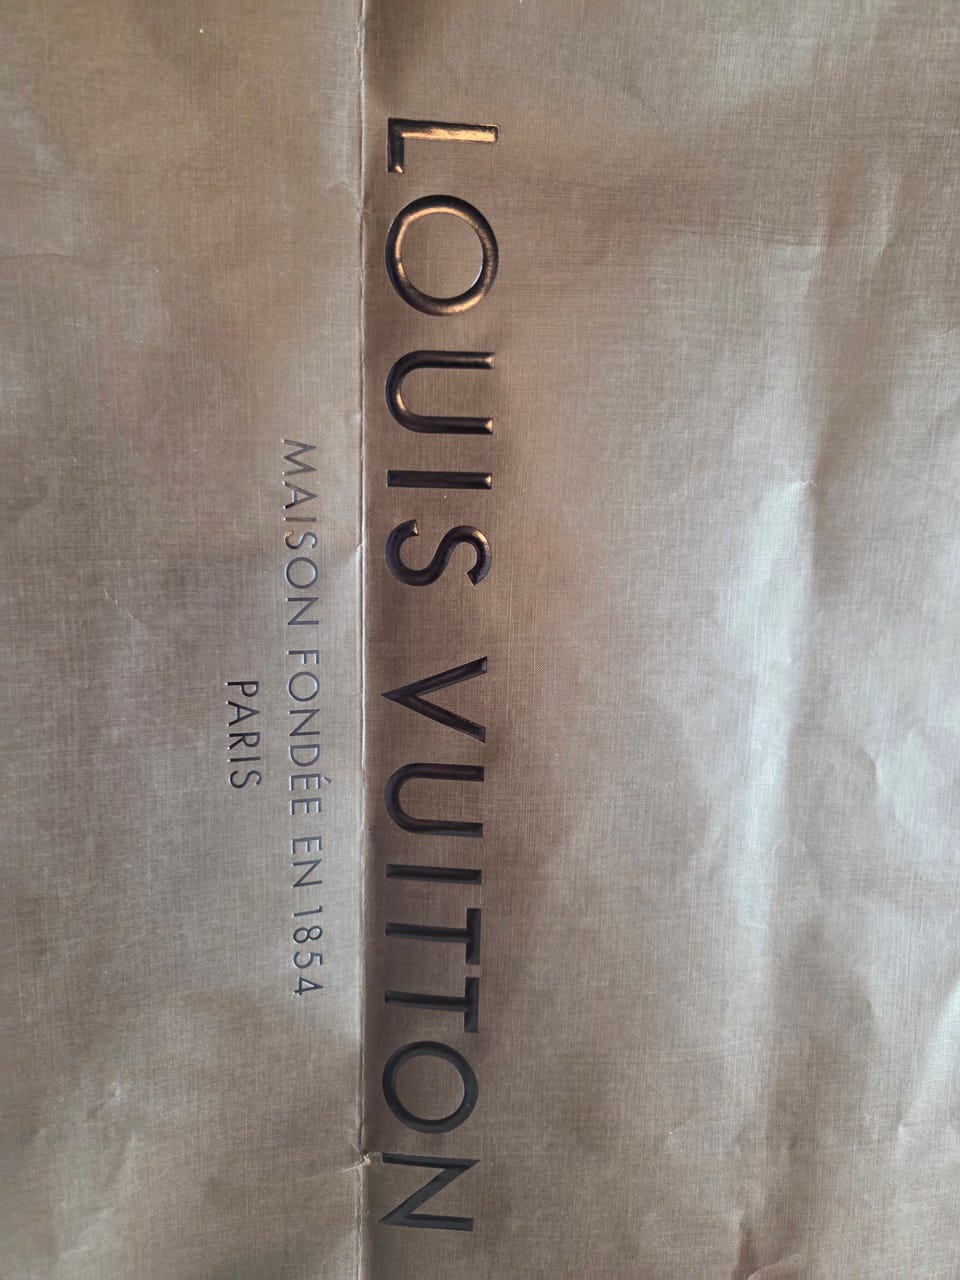 LOUIS VUITTON
MAISON FONDÉE EN 1854
PARIS